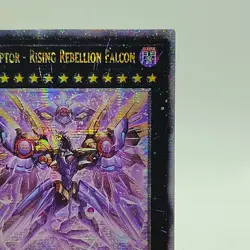 PTOR - RISING REBELLION FALCON